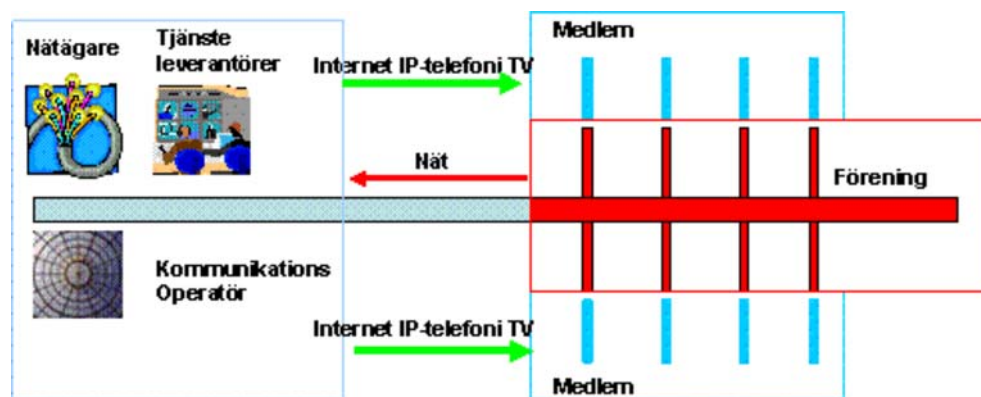 Nätägare
Tjänste
leverantörer
Internet IP-telefoni TV
Medlem
Nät
Förening
Kommunikations
Operatör
Internet IP-telefoni TV
Medlem